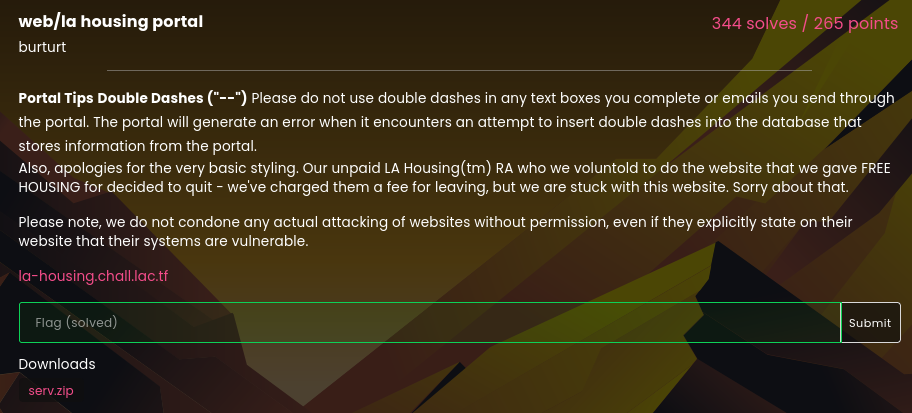 web/la housing portal
344 solves / 265 points
burturt
Portal Tips Double Dashes ("--") Please do not use double dashes in any text boxes you complete or emails you send through
the portal. The portal will generate an error when it encounters an attempt to insert double dashes into the database that
stores information from the portal.
Also, apologies for the very basic styling. Our unpaid LA Housing(tm) RA who we voluntold to do the website that we gave FREE
HOUSING for decided to quit - we've charged them a fee for leaving, but we are stuck with this website. Sorry about that.
Please note, we do not condone any actual attacking of websites without permission, even if they explicitly state on their
website that their systems are vulnerable.
la-housing.chall.lac.tf
Flag (solved)
Submit
Downloads
serv.zip